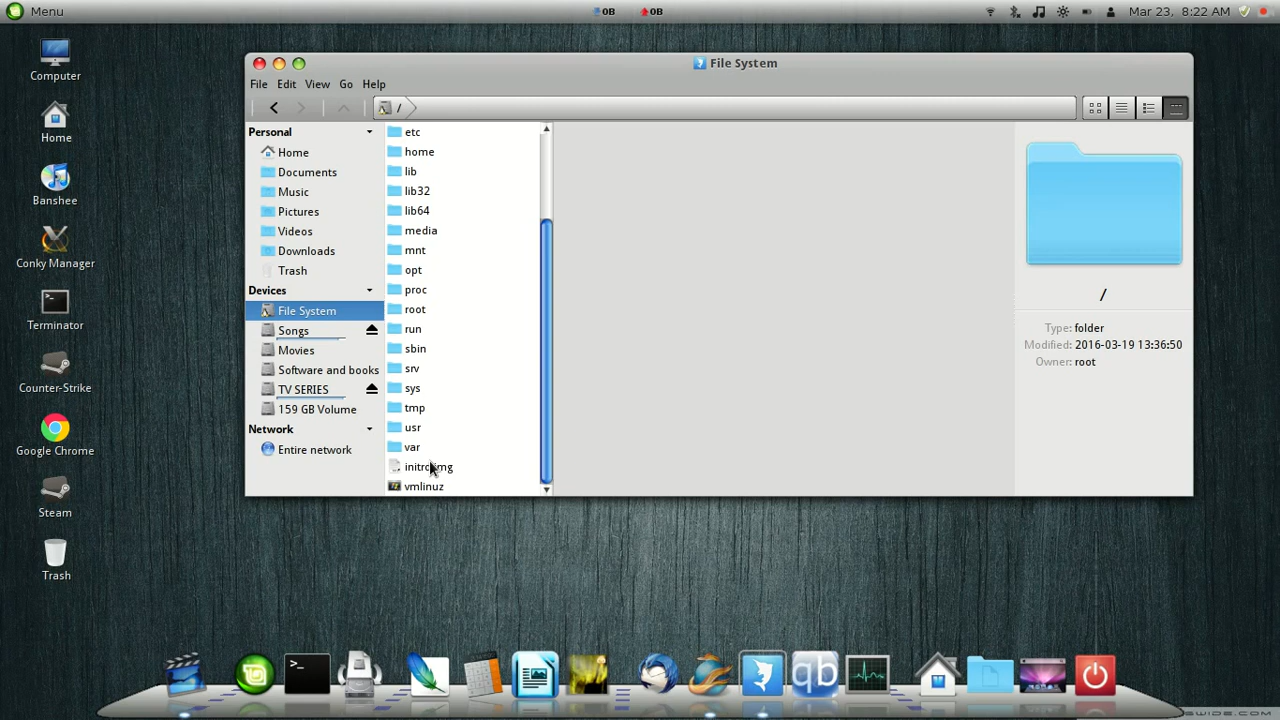 Menu
0B
0B
Mar 23, 8:22 AM
Computer
Home
Banshee
Conky Manager
Terminator
Counter-Strike
Google Chrome
Steam
Trash
File System
File Edit View Go Help
/
Personal
Home
Documents
Music
Pictures
Videos
Downloads
Trash
Devices
File System
Songs
Movies
Software and books
TV SERIES
159 GB Volume
Network
Entire network
etc
home
lib
lib32
lib64
media
mnt
opt
proc
root
run
sbin
srv
sys
tmp
usr
var
initrd.img
vmlinuz
/
Type: folder
Modified: 2016-03-19 13:36:50
Owner: root
>_
qb
SWIDE.COM